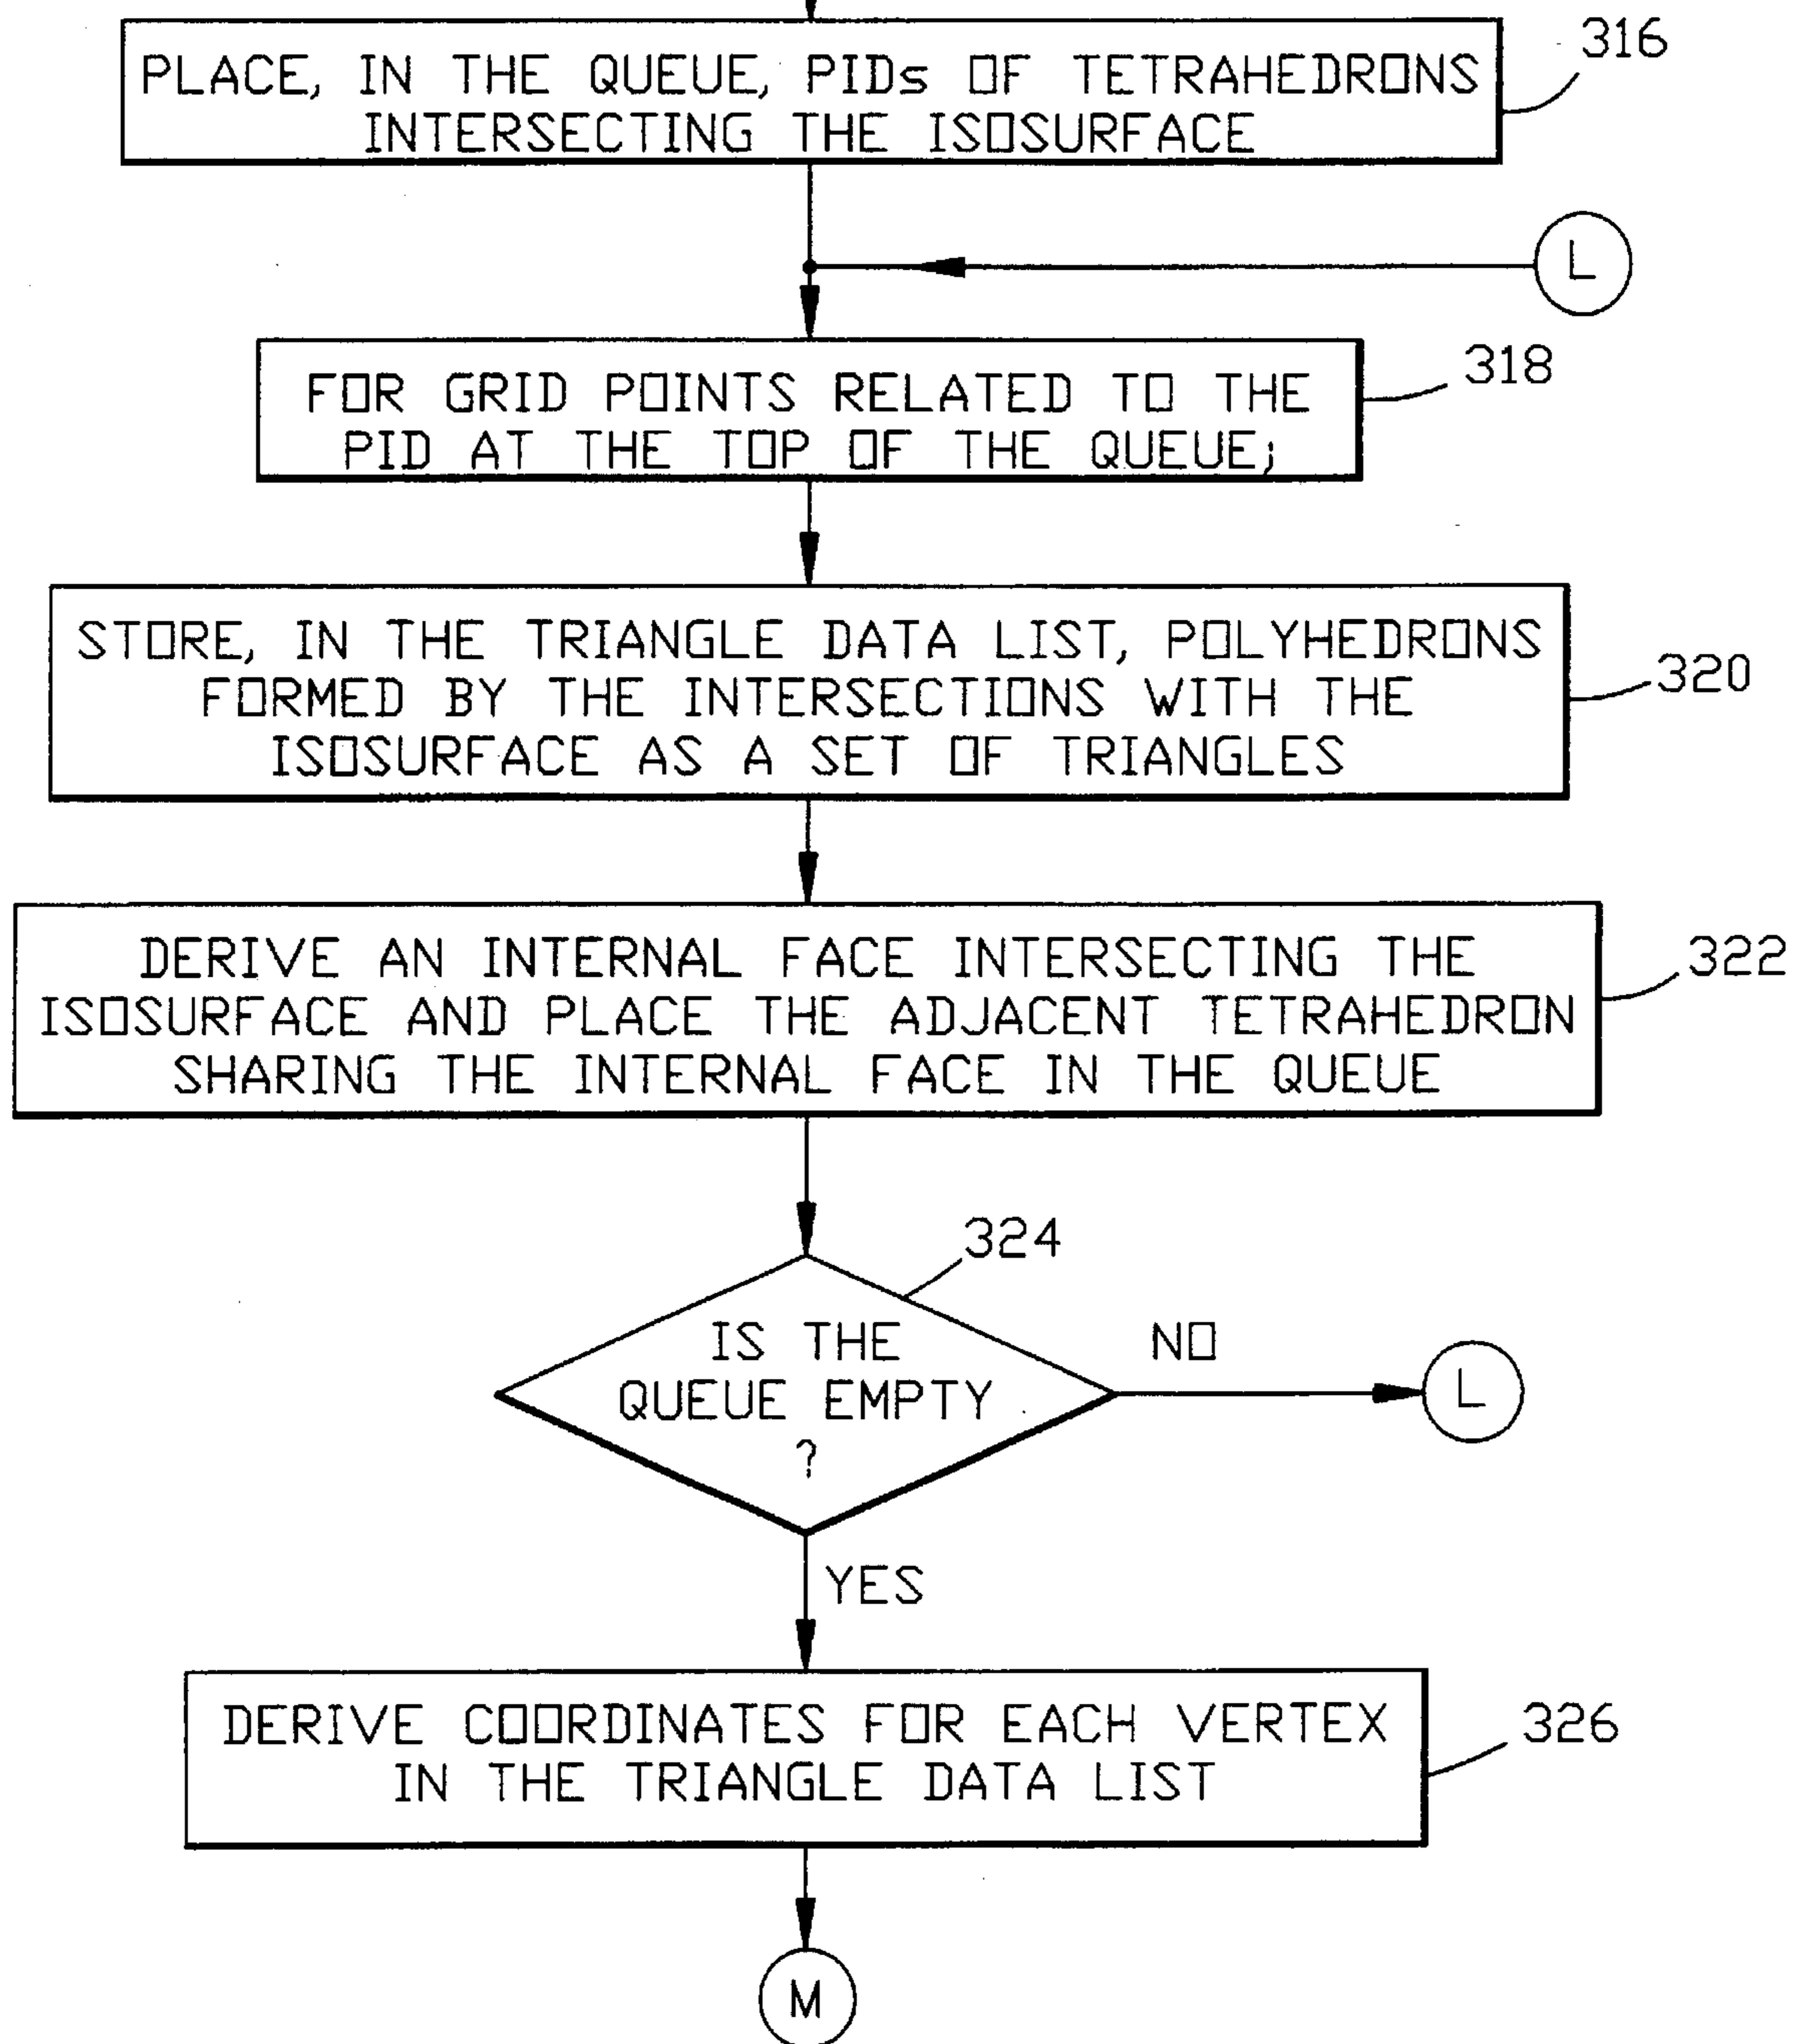 316
PLACE, IN THE QUEUE, PIDs OF TETRAHEDRONS
INTERSECTING THE ISOSURFACE
L
318
FOR GRID POINTS RELATED TO THE
PID AT THE TOP OF THE QUEUE;
STORE, IN THE TRIANGLE DATA LIST, POLYHEDRONS
FORMED BY THE INTERSECTIONS WITH THE
ISOSURFACE AS A SET OF TRIANGLES
320
DERIVE AN INTERNAL FACE INTERSECTING THE
ISOSURFACE AND PLACE THE ADJACENT TETRAHEDRON
SHARING THE INTERNAL FACE IN THE QUEUE
322
324
IS THE
QUEUE EMPTY
?
NO
L
YES
DERIVE COORDINATES FOR EACH VERTEX
IN THE TRIANGLE DATA LIST
326
M